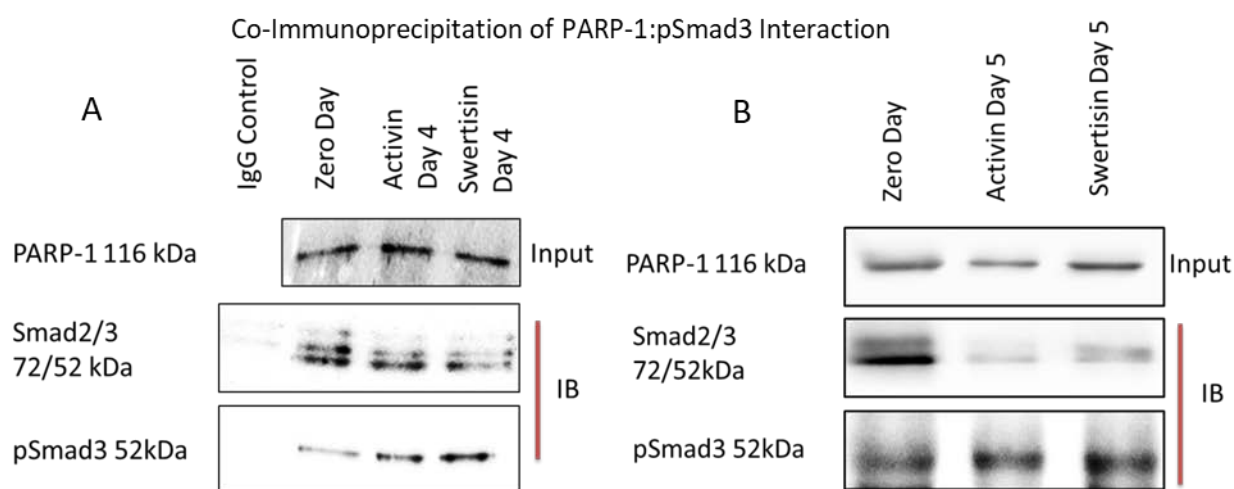 Co-Immunoprecipitation of PARP-1:pSmad3 Interaction
A
IgG Control
Zero Day
Activin
Day 4
Swertisin
Day 4
PARP-1 116 kDa
Input
Smad2/3
72/52 kDa
pSmad3 52kDa
IB
B
Zero Day
Activin Day 5
Swertisin Day 5
PARP-1 116 kDa
Input
Smad2/3
72/52kDa
pSmad3 52kDa
IB